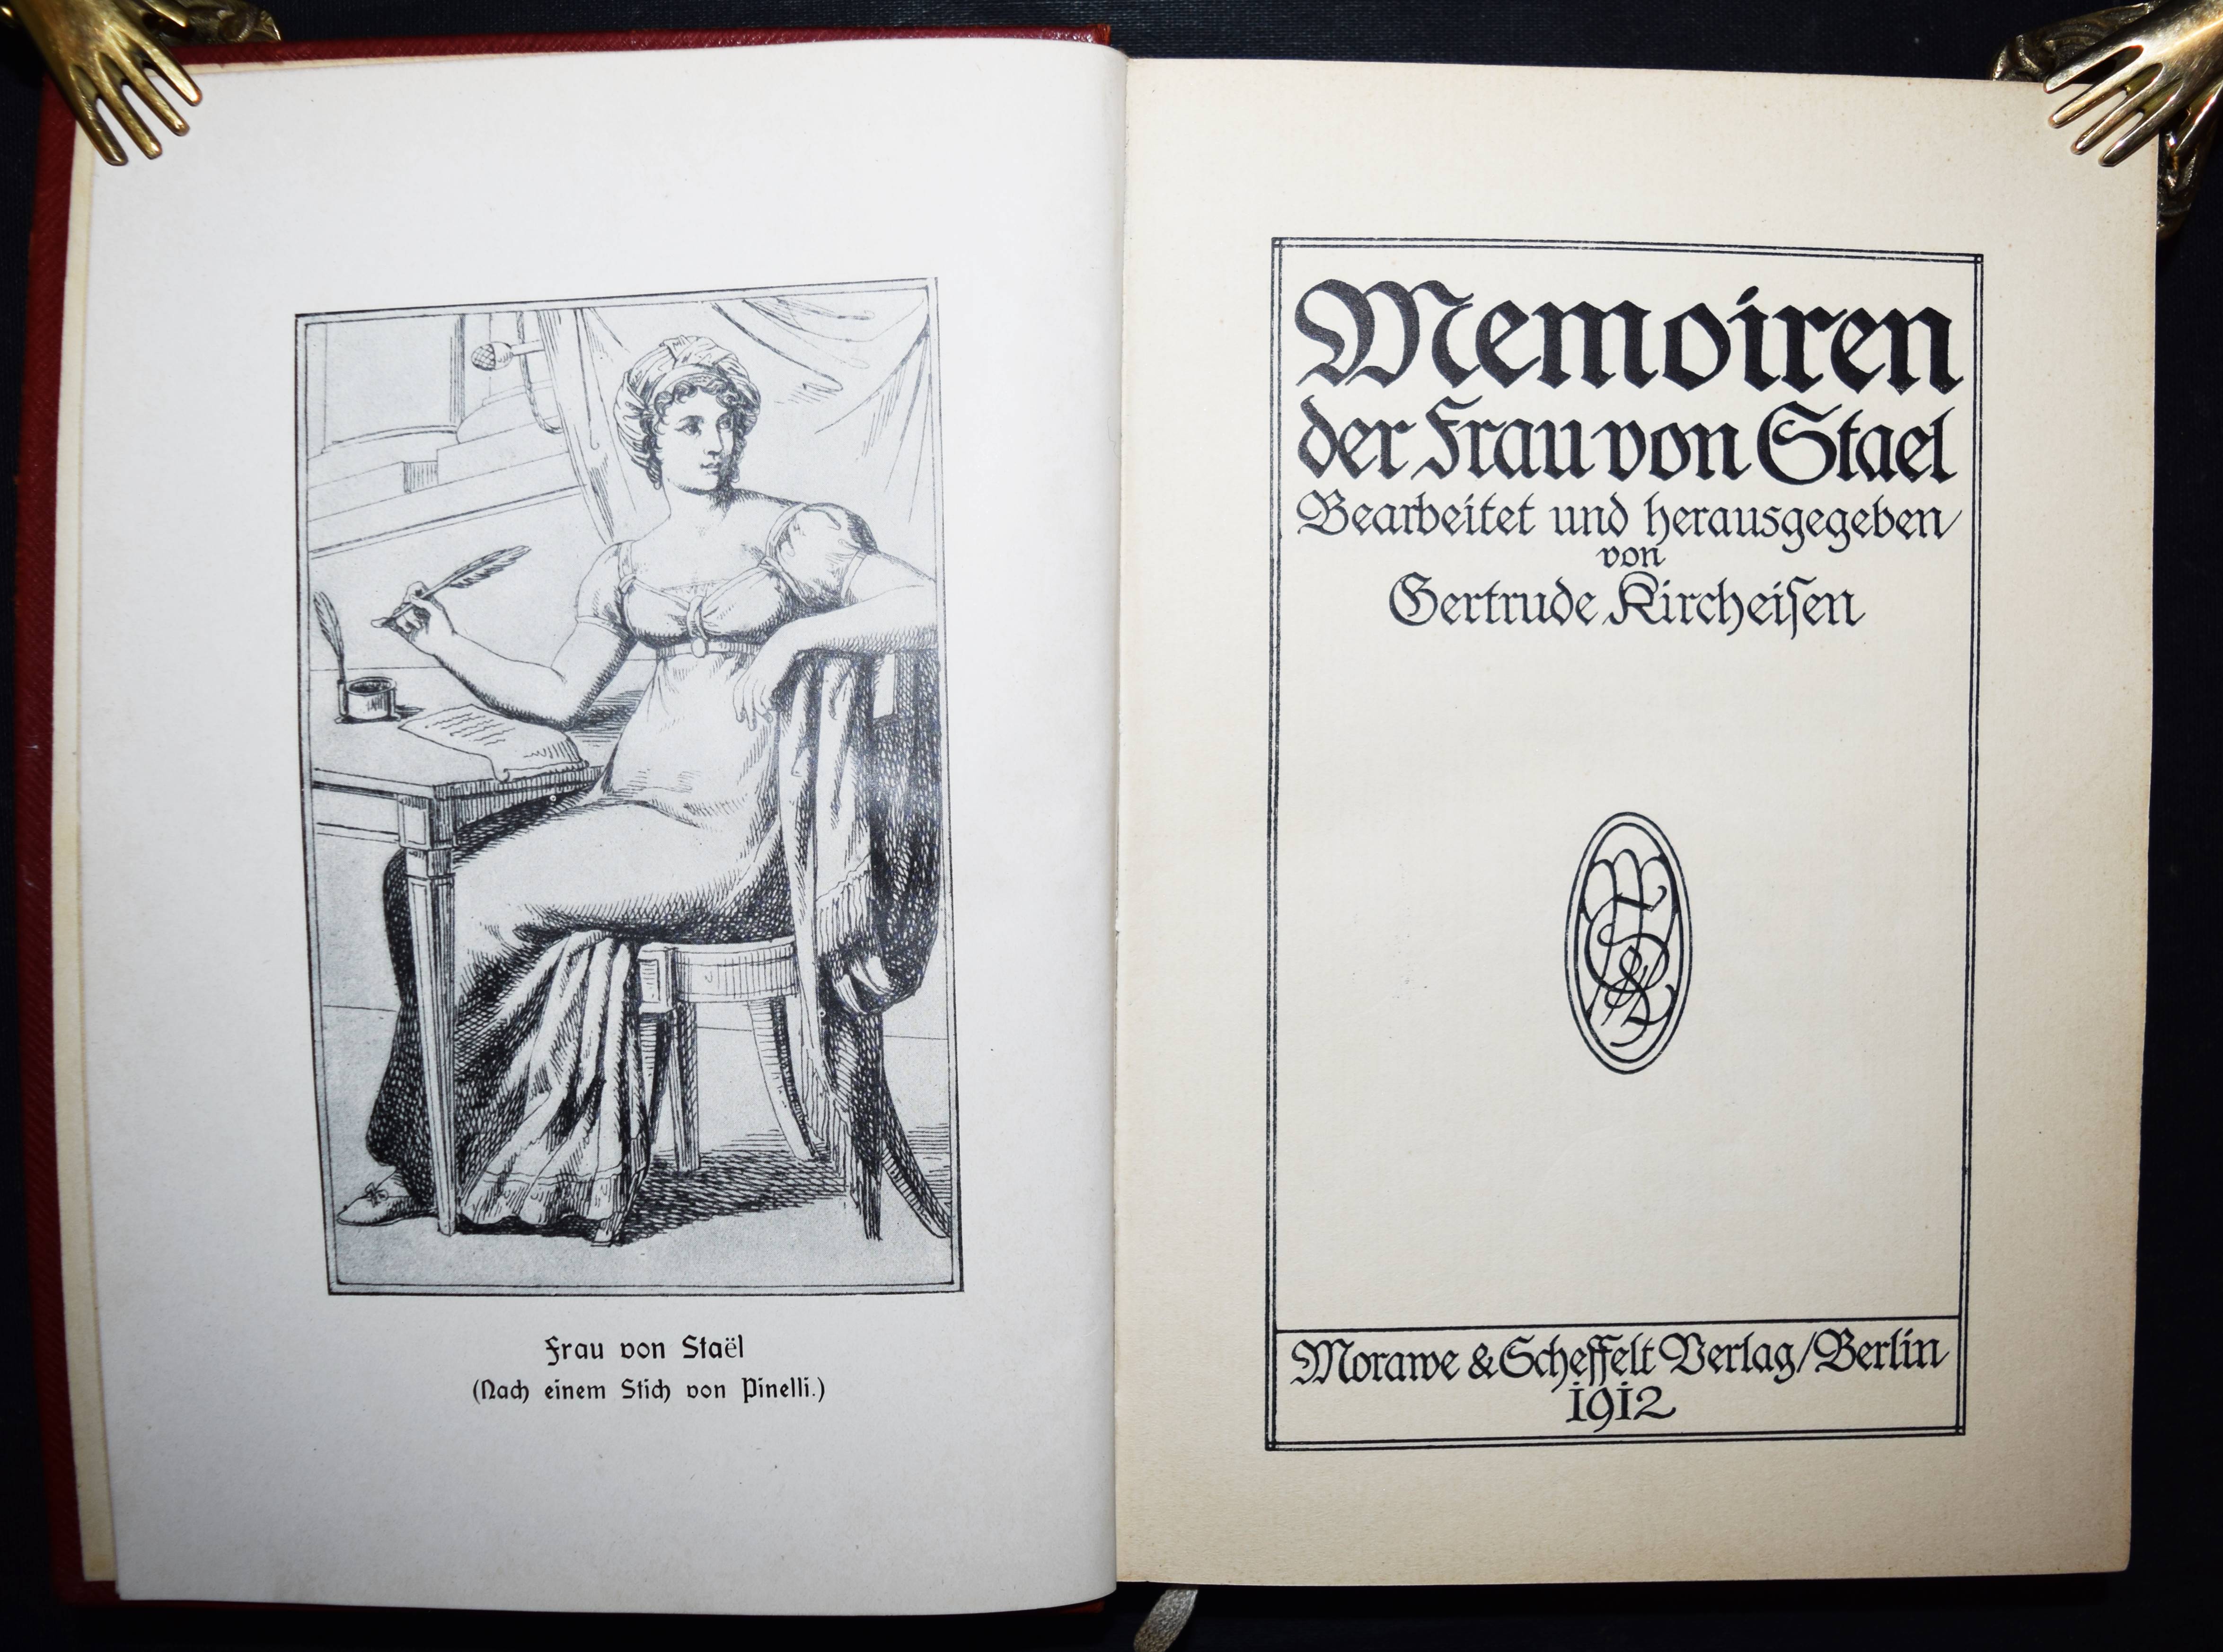 Frau von Staël
(Nach einem Stich von Pinelli.)
Memoiren
der Frau von Stael
Bearbeitet und herausgegeben
von
Gertrude Kircheiſen
Morawe & Scheffelt Verlag/Berlin
1912